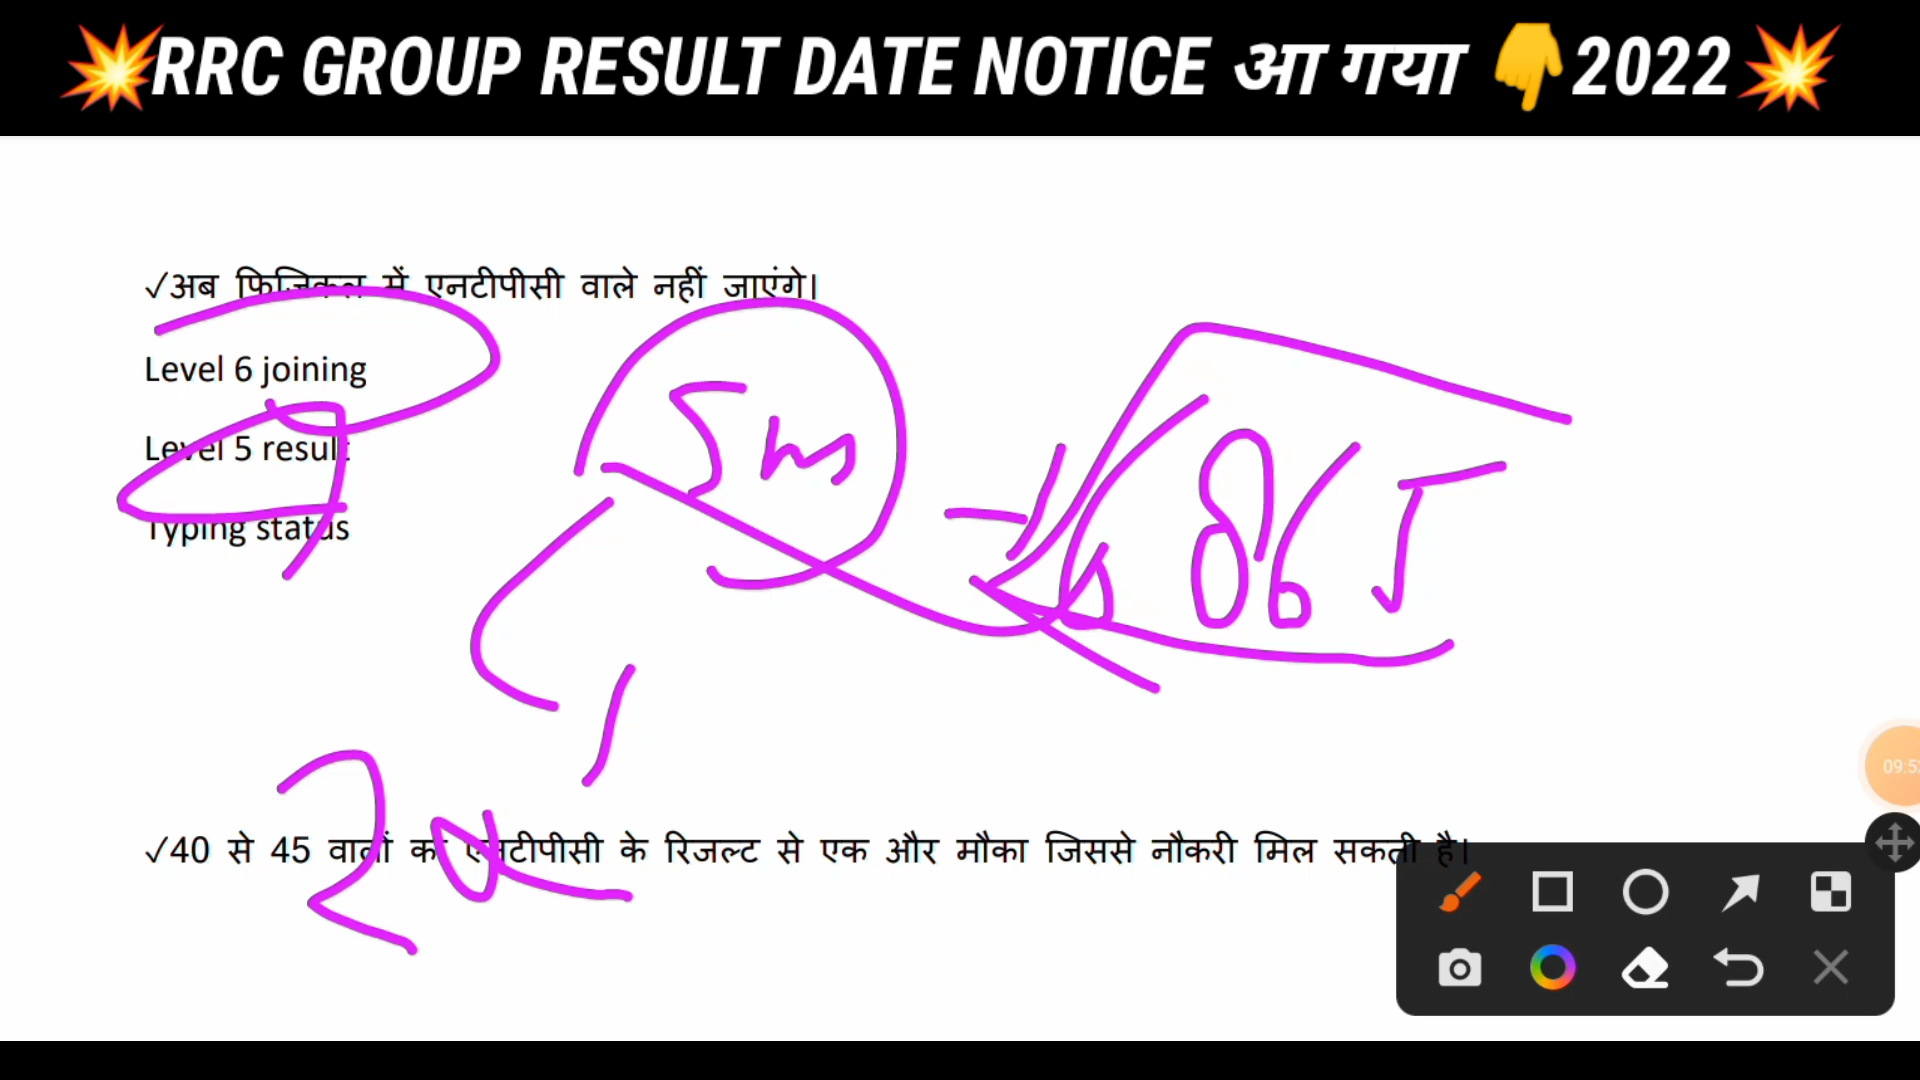 RRC GROUP RESULT DATE NOTICE आ गया 👇2022
✓अब फिजिकल में एनटीपीसी वाले नहीं जाएंगे।
Level 6 joining
Level 5 result
Typing status
5m
✓40 से 45 वालों का एनटीपीसी के रिजल्ट से एक और मौका जिससे नौकरी मिल सकती है।